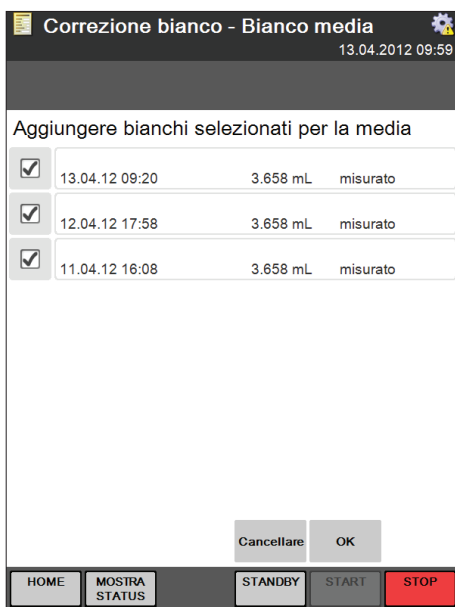 Correzione bianco - Bianco media
13.04.2012 09:59
Aggiungere bianchi selezionati per la media
13.04.12 09:20 3.658 mL misurato
12.04.12 17:58 3.658 mL misurato
11.04.12 16:08 3.658 mL misurato
Cancellare OK
HOME MOSTRA STANDBY START STOP
STATUS